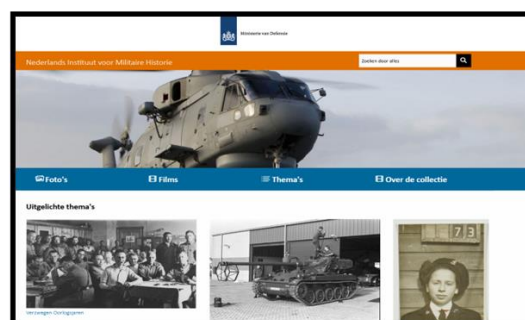 Ministerie van Defensie
Nederlands Instituut voor Militaire Historie
Zoeken door alles
Foto's
Films
Thema's
Over de collectie
Uitgelichte thema's
73